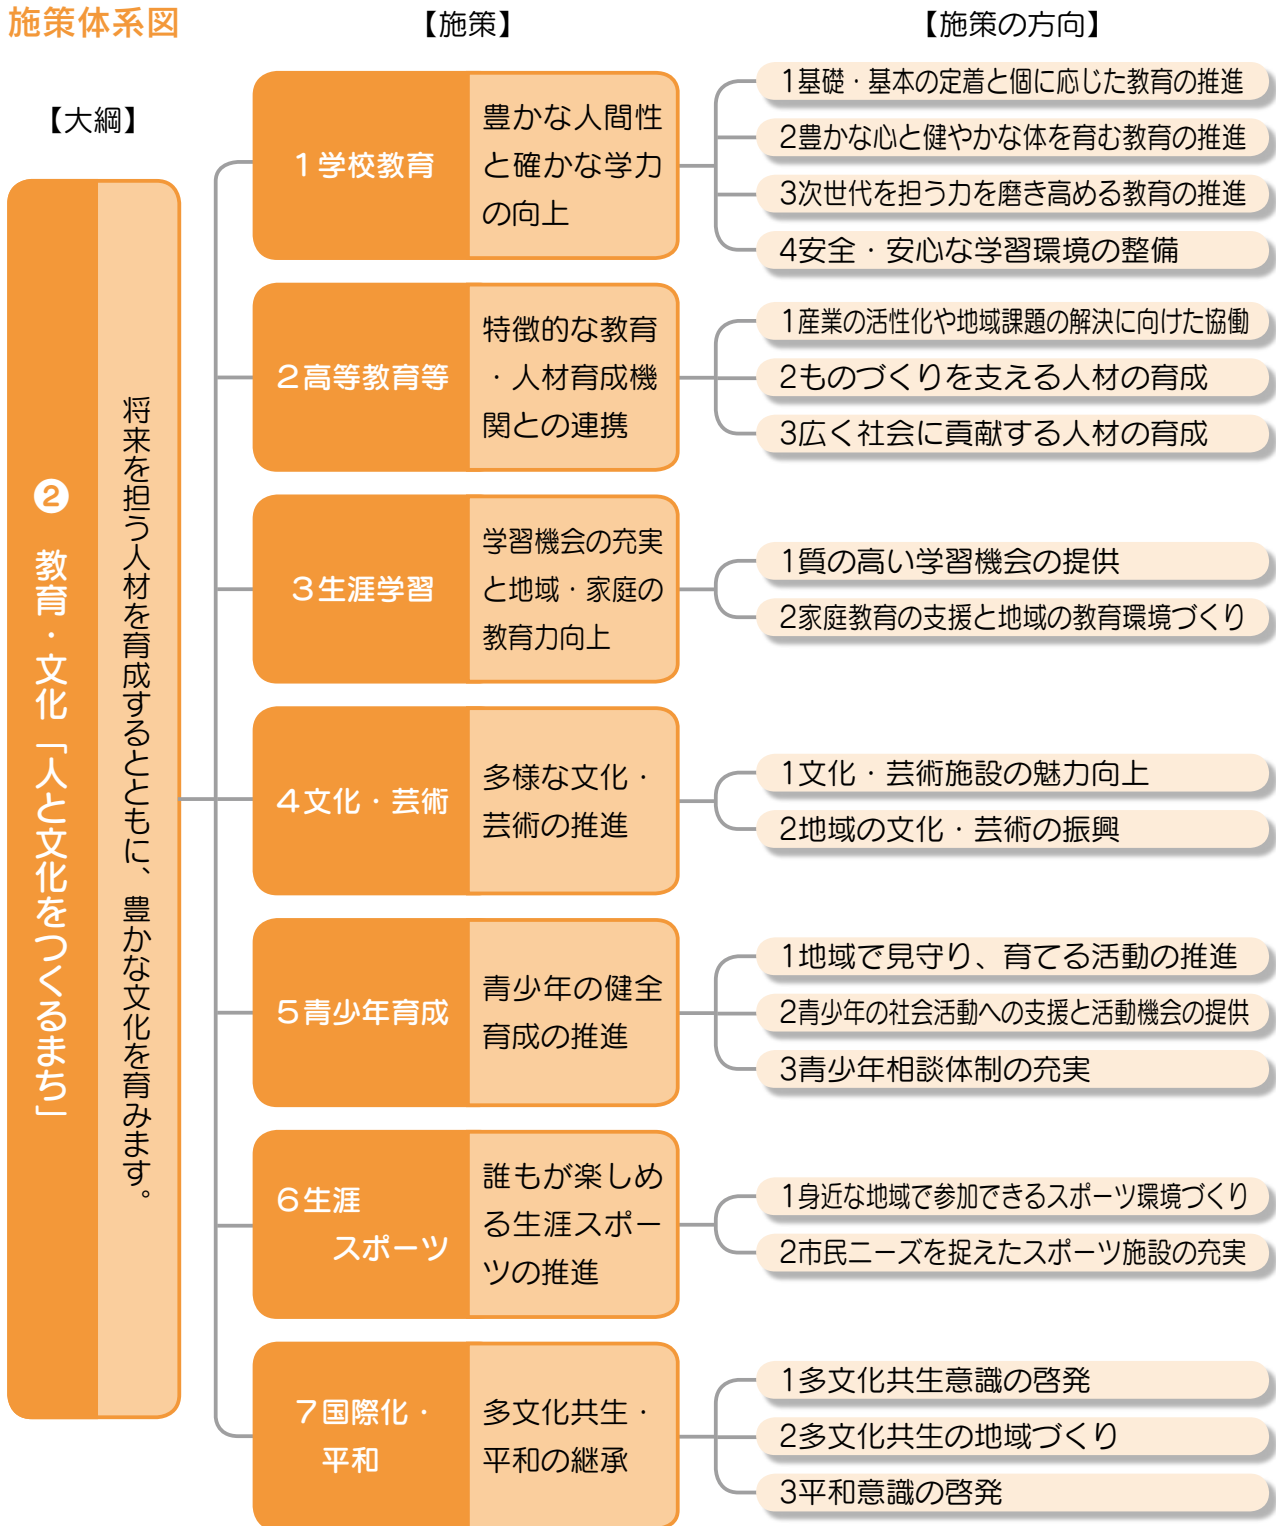 施策体系図
【施策】
【施策の方向】
【大綱】
❷ 教育・文化「人と文化をつくるまち」
将来を担う人材を育成するとともに、豊かな文化を育みます。
1学校教育
豊かな人間性
と確かな学力
の向上
1基礎・基本の定着と個に応じた教育の推進
2豊かな心と健やかな体を育む教育の推進
3次世代を担う力を磨き高める教育の推進
4安全・安心な学習環境の整備
2高等教育等
特徴的な教育
・人材育成機
関との連携
1産業の活性化や地域課題の解決に向けた協働
2ものづくりを支える人材の育成
3広く社会に貢献する人材の育成
3生涯学習
学習機会の充実
と地域・家庭の
教育力向上
1質の高い学習機会の提供
2家庭教育の支援と地域の教育環境づくり
4文化・芸術
多様な文化・
芸術の推進
1文化・芸術施設の魅力向上
2地域の文化・芸術の振興
5青少年育成
青少年の健全
育成の推進
1地域で見守り、育てる活動の推進
2青少年の社会活動への支援と活動機会の提供
3青少年相談体制の充実
6生涯
スポーツ
誰もが楽しめ
る生涯スポー
ツの推進
1身近な地域で参加できるスポーツ環境づくり
2市民ニーズを捉えたスポーツ施設の充実
7国際化・
平和
多文化共生・
平和の継承
1多文化共生意識の啓発
2多文化共生の地域づくり
3平和意識の啓発